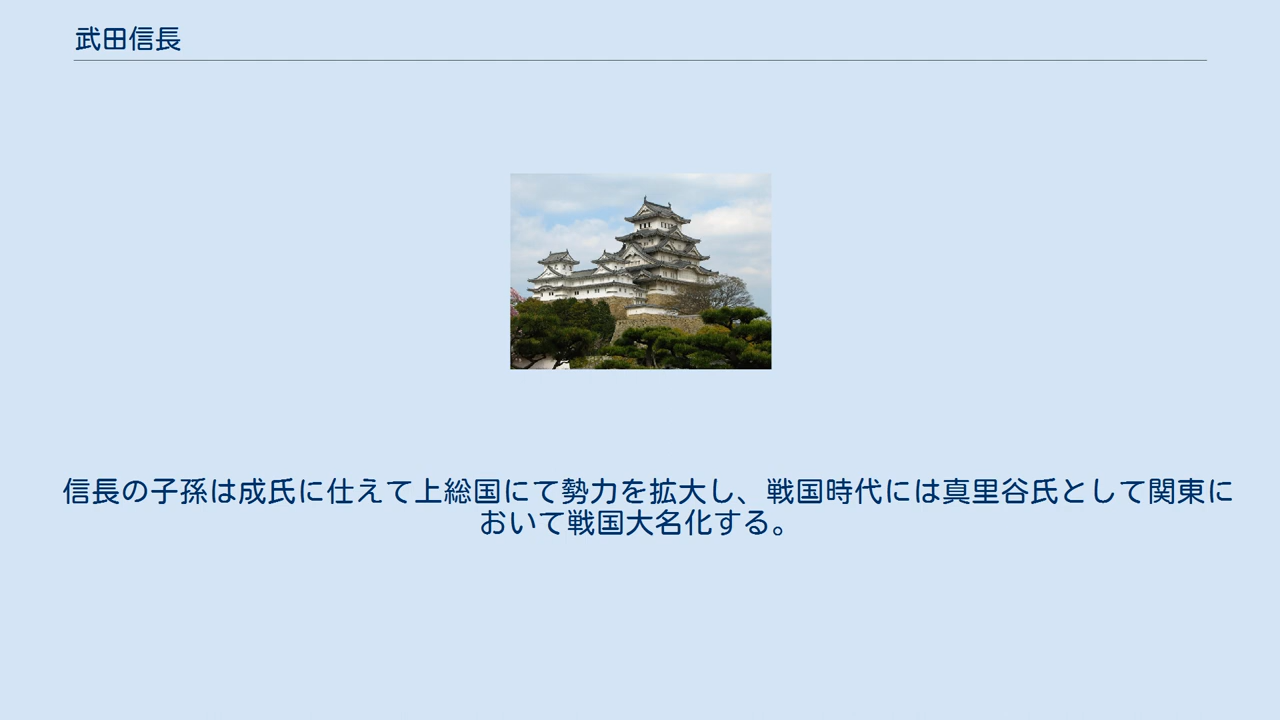 武田信長
信長の子孫は成氏に仕えて上総国にて勢力を拡大し、戦国時代には真里谷氏として関東に
おいて戦国大名化する。